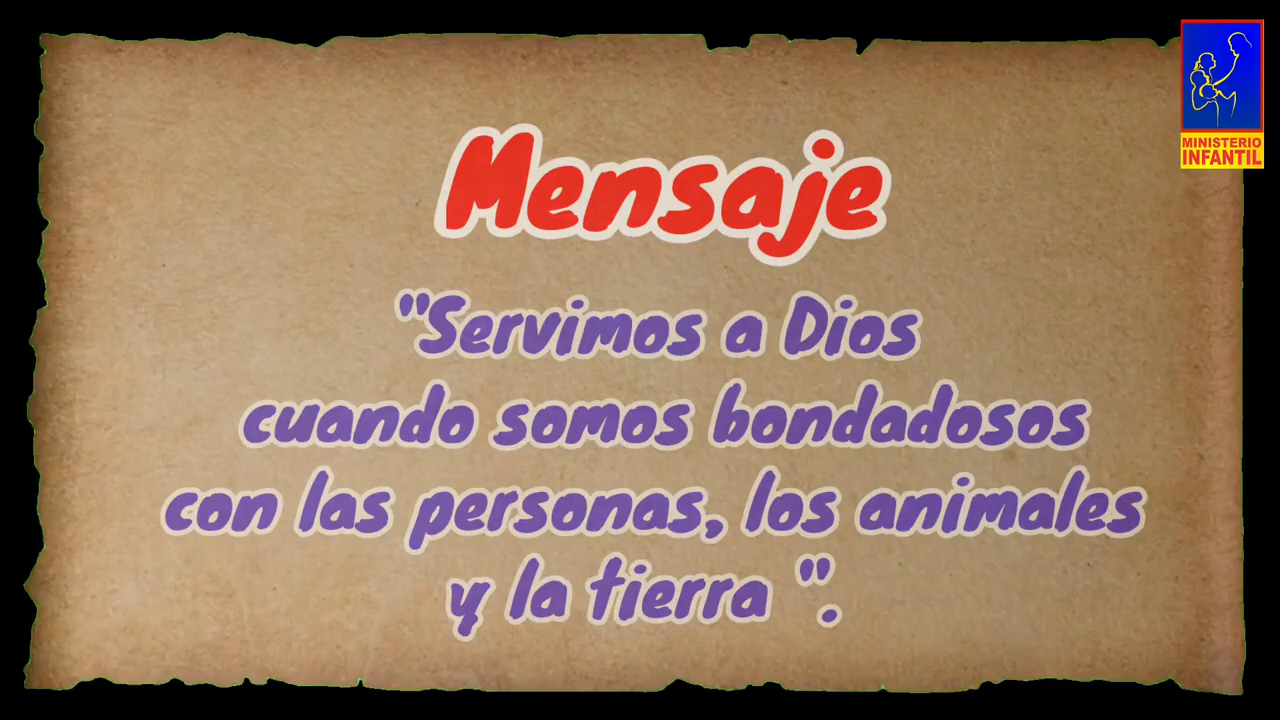 MINISTERIO
INFANTIL
Mensaje
"Servimos a Dios
cuando somos bondadosos
con las personas, los animales
y la tierra ".